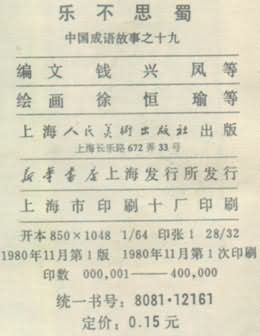 乐不思蜀
中国成语故事之十九
编文 钱兴凤等
绘画 徐恒瑜等
上海人民美術出版社出版
上海长乐路672弄33号
新华書店上海发行所发行
上海市印刷十厂印刷
开本850×1048 1/64 印张1 28/32
1980年11月第1版 1980年11月第1次印刷
印数 000,001——400,000
统一书号：8081·12161
定价：0.15元